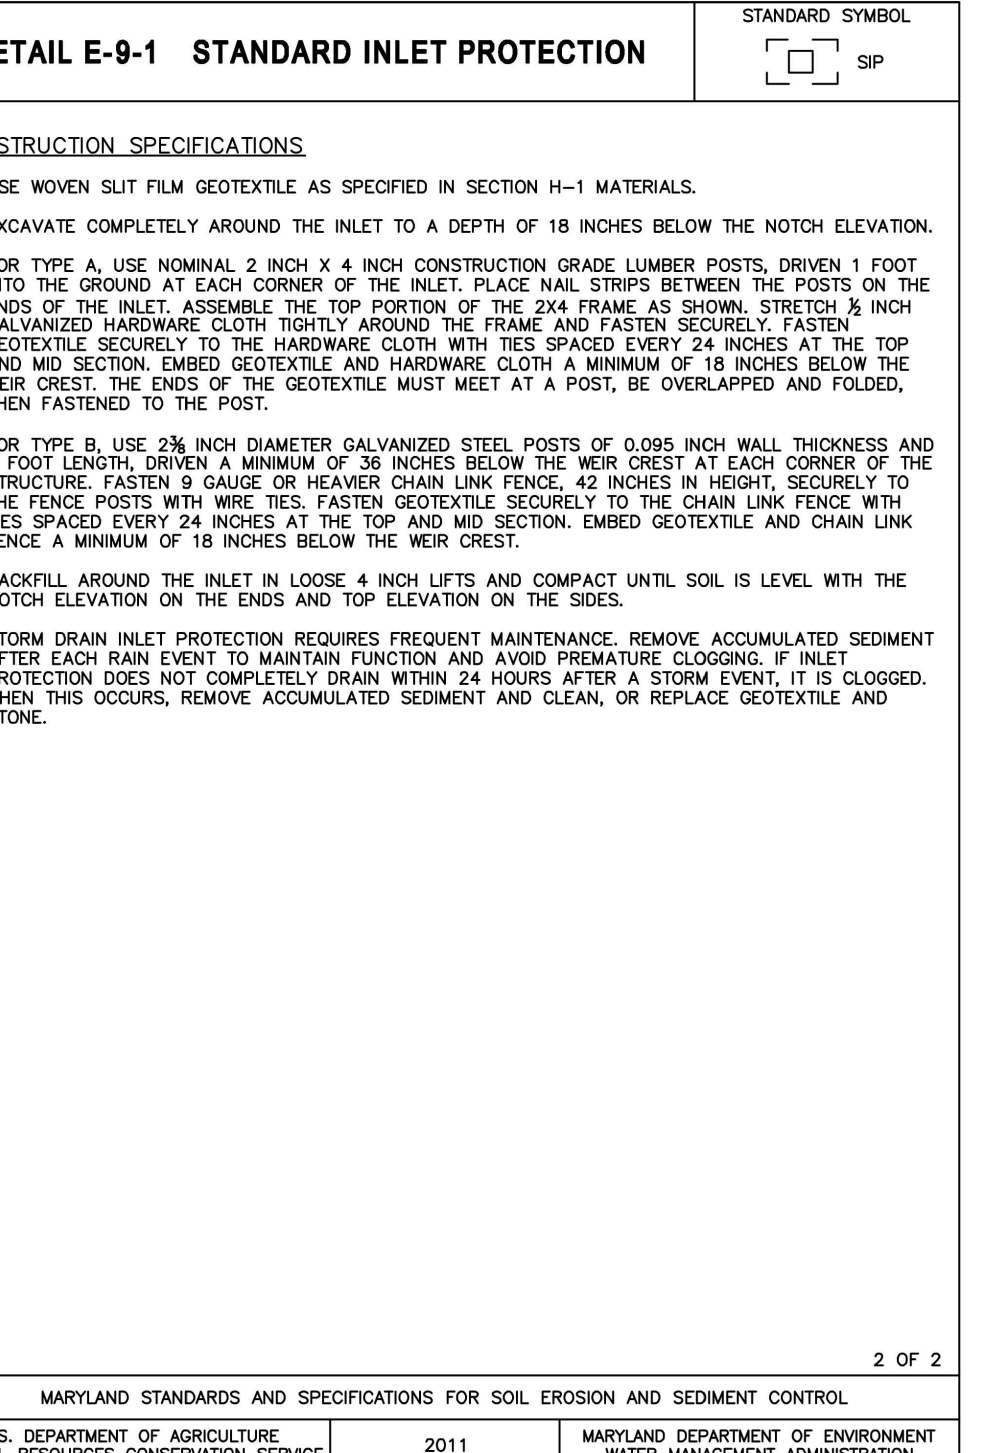 STANDARD SYMBOL
ETAIL E-9-1 STANDARD INLET PROTECTION
SIP
STRUCTION SPECIFICATIONS
SE WOVEN SLIT FILM GEOTEXTILE AS SPECIFIED IN SECTION H-1 MATERIALS.
XCAVATE COMPLETELY AROUND THE INLET TO A DEPTH OF 18 INCHES BELOW THE NOTCH ELEVATION.
OR TYPE A, USE NOMINAL 2 INCH X 4 INCH CONSTRUCTION GRADE LUMBER POSTS, DRIVEN 1 FOOT
TO THE GROUND AT EACH CORNER OF THE INLET. PLACE NAIL STRIPS BETWEEN THE POSTS ON THE
NDS OF THE INLET. ASSEMBLE THE TOP PORTION OF THE 2X4 FRAME AS SHOWN. STRETCH ½ INCH
ALVANIZED HARDWARE CLOTH TIGHTLY AROUND THE FRAME AND FASTEN SECURELY. FASTEN
EOTEXTILE SECURELY TO THE HARDWARE CLOTH WITH TIES SPACED EVERY 24 INCHES AT THE TOP
ND MID SECTION. EMBED GEOTEXTILE AND HARDWARE CLOTH A MINIMUM OF 18 INCHES BELOW THE
EIR CREST. THE ENDS OF THE GEOTEXTILE MUST MEET AT A POST, BE OVERLAPPED AND FOLDED,
HEN FASTENED TO THE POST.
OR TYPE B, USE 2⅜ INCH DIAMETER GALVANIZED STEEL POSTS OF 0.095 INCH WALL THICKNESS AND
FOOT LENGTH, DRIVEN A MINIMUM OF 36 INCHES BELOW THE WEIR CREST AT EACH CORNER OF THE
TRUCTURE. FASTEN 9 GAUGE OR HEAVIER CHAIN LINK FENCE, 42 INCHES IN HEIGHT, SECURELY TO
HE FENCE POSTS WITH WIRE TIES. FASTEN GEOTEXTILE SECURELY TO THE CHAIN LINK FENCE WITH
ES SPACED EVERY 24 INCHES AT THE TOP AND MID SECTION. EMBED GEOTEXTILE AND CHAIN LINK
ENCE A MINIMUM OF 18 INCHES BELOW THE WEIR CREST.
ACKFILL AROUND THE INLET IN LOOSE 4 INCH LIFTS AND COMPACT UNTIL SOIL IS LEVEL WITH THE
OTCH ELEVATION ON THE ENDS AND TOP ELEVATION ON THE SIDES.
TORM DRAIN INLET PROTECTION REQUIRES FREQUENT MAINTENANCE. REMOVE ACCUMULATED SEDIMENT
FTER EACH RAIN EVENT TO MAINTAIN FUNCTION AND AVOID PREMATURE CLOGGING. IF INLET
ROTECTION DOES NOT COMPLETELY DRAIN WITHIN 24 HOURS AFTER A STORM EVENT, IT IS CLOGGED.
HEN THIS OCCURS, REMOVE ACCUMULATED SEDIMENT AND CLEAN, OR REPLACE GEOTEXTILE AND
TONE.
2 OF 2
MARYLAND STANDARDS AND SPECIFICATIONS FOR SOIL EROSION AND SEDIMENT CONTROL
S. DEPARTMENT OF AGRICULTURE
RESOURCES CONSERVATION SERVICE
2011
MARYLAND DEPARTMENT OF ENVIRONMENT
WATER MANAGEMENT ADMINISTRATION